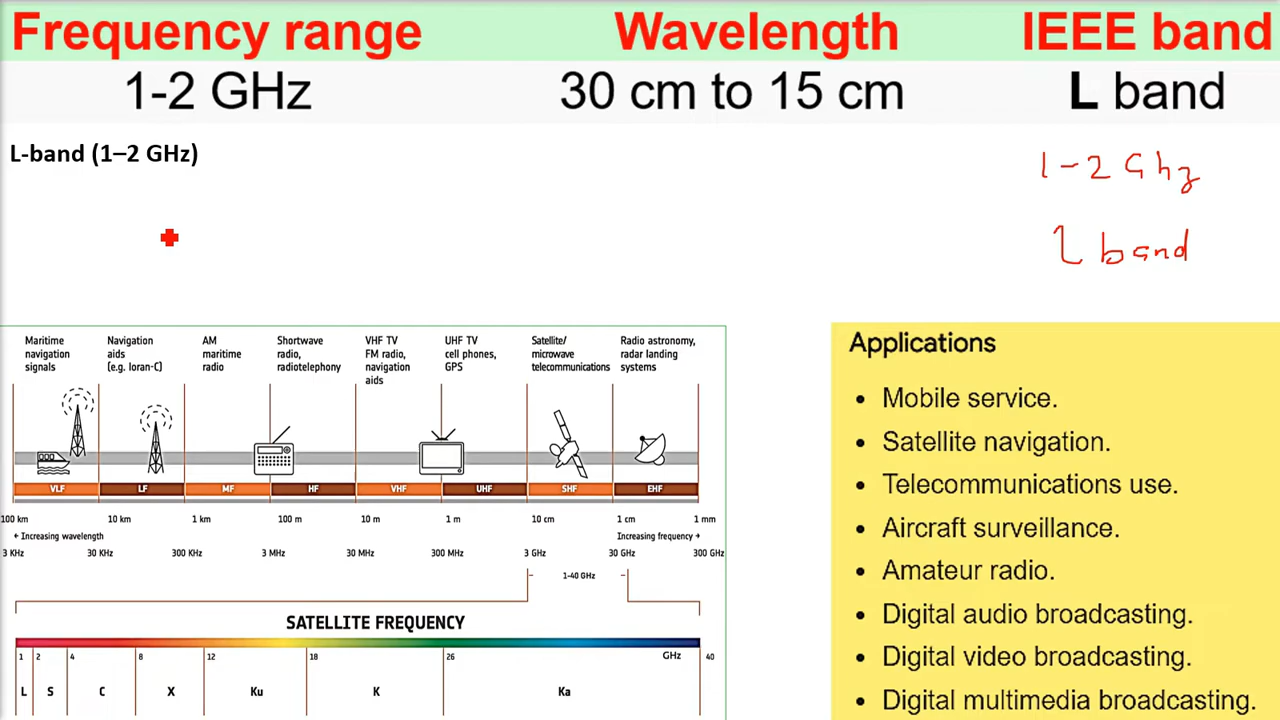 Frequency range Wavelength IEEE band
1-2 GHz 30 cm to 15 cm L band
L-band (1–2 GHz)
1-2 Ghz
L band
Maritime navigation signals
Navigation aids (e.g. loran-C)
AM maritime radio
Shortwave radio, radiotelephony
VHF TV FM radio, navigation aids
UHF TV cell phones, GPS
Satellite/ microwave telecommunications
Radio astronomy, radar landing systems
VLF LF MF HF VHF UHF SHF EHF
100 km 10 km 1 km 100 m 10 m 1 m 10 cm 1 cm 1 mm
Increasing wavelength Increasing frequency
3 KHz 30 KHz 300 KHz 3 MHz 30 MHz 300 MHz 3 GHz 30 GHz 300 GHz
1-40 GHz
SATELLITE FREQUENCY
1 2 4 8 12 18 26 GHz 40
L S C X Ku K Ka
Applications
• Mobile service.
• Satellite navigation.
• Telecommunications use.
• Aircraft surveillance.
• Amateur radio.
• Digital audio broadcasting.
• Digital video broadcasting.
• Digital multimedia broadcasting.